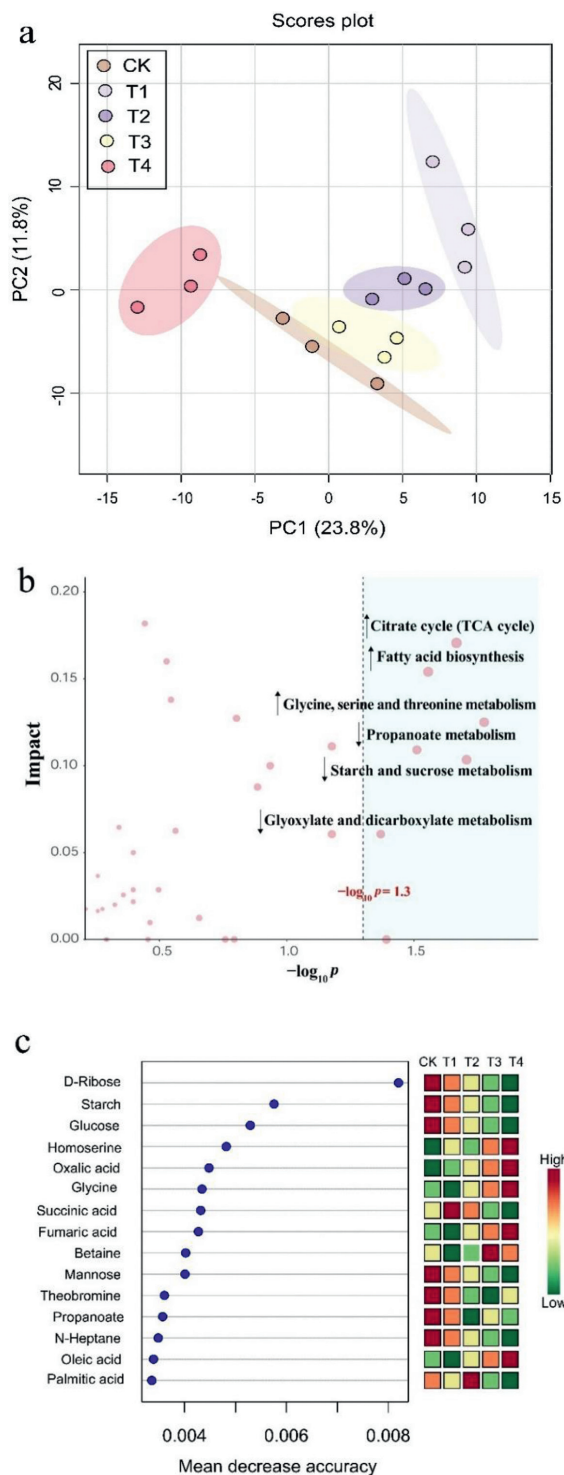 a
Scores plot
CK
T1
T2
T3
T4
20
10
0
-10
PC2 (11.8%)
-15 -10 -5 0 5 10 15
PC1 (23.8%)
b
0.20
0.15
0.10
0.05
0.00
Impact
Citrate cycle (TCA cycle)
Fatty acid biosynthesis
Glycine, serine and threonine metabolism
Propanoate metabolism
Starch and sucrose metabolism
Glyoxylate and dicarboxylate metabolism
−log₁₀ p = 1.3
0.5 1.0 1.5
−log₁₀ p
c
CK T1 T2 T3 T4
D-Ribose
Starch
Glucose
Homoserine
Oxalic acid
Glycine
Succinic acid
Fumaric acid
Betaine
Mannose
Theobromine
Propanoate
N-Heptane
Oleic acid
Palmitic acid
High
Low
0.004 0.006 0.008
Mean decrease accuracy